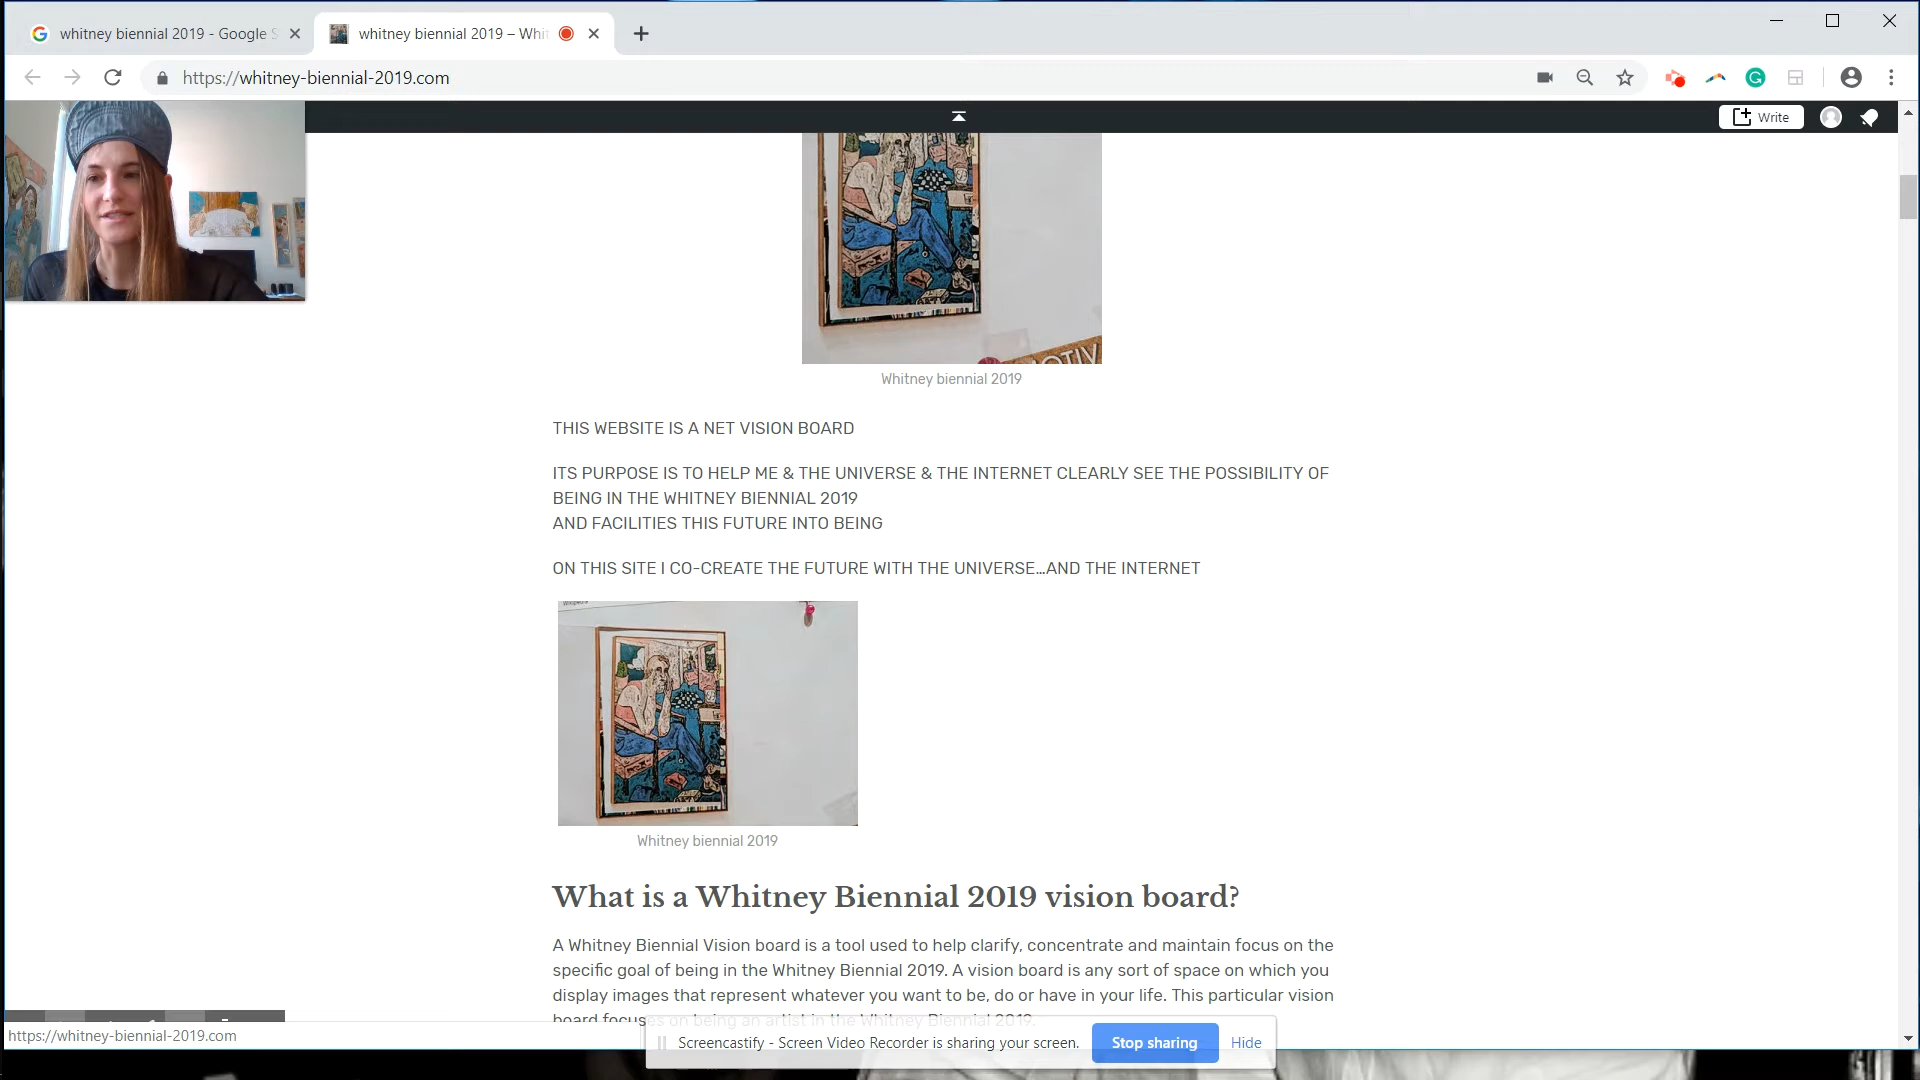 whitney biennial 2019 - Google S
whitney biennial 2019 – Whit
https://whitney-biennial-2019.com
Write
OTIV
Whitney biennial 2019
THIS WEBSITE IS A NET VISION BOARD
ITS PURPOSE IS TO HELP ME & THE UNIVERSE & THE INTERNET CLEARLY SEE THE POSSIBILITY OF
BEING IN THE WHITNEY BIENNIAL 2019
AND FACILITIES THIS FUTURE INTO BEING
ON THIS SITE I CO-CREATE THE FUTURE WITH THE UNIVERSE…AND THE INTERNET
Whitney biennial 2019
What is a Whitney Biennial 2019 vision board?
A Whitney Biennial Vision board is a tool used to help clarify, concentrate and maintain focus on the
specific goal of being in the Whitney Biennial 2019. A vision board is any sort of space on which you
display images that represent whatever you want to be, do or have in your life. This particular vision
board focuses on being an artist in the Whitney Biennial 2019.
https://whitney-biennial-2019.com
Screencastify - Screen Video Recorder is sharing your screen.
Stop sharing
Hide